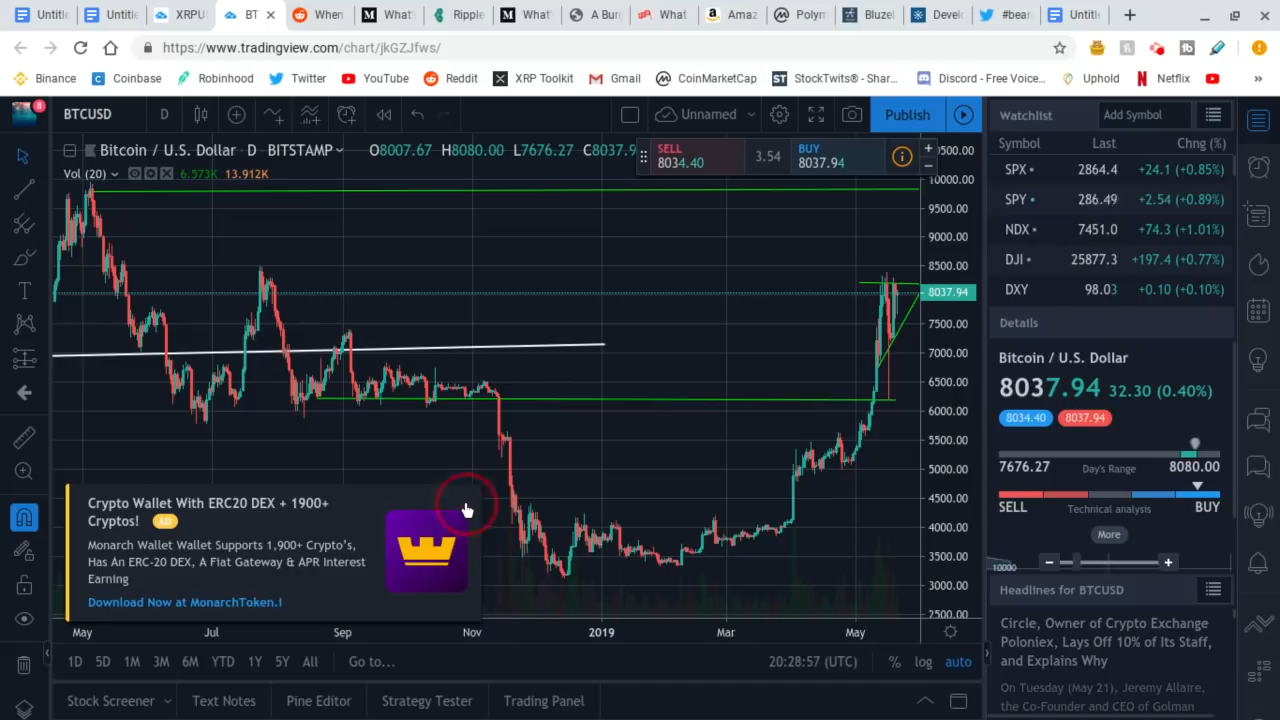 Untitle
Untitle
XRPU
BT
When
What'
Ripple
What'
A Bur
What
Amaz
Polym
Bluzel
Devel
#bear
Untitl
https://www.tradingview.com/chart/jkGZJfws/
Binance
Coinbase
Robinhood
Twitter
YouTube
Reddit
XRP Toolkit
Gmail
CoinMarketCap
StockTwits® - Shar...
Discord - Free Voice...
Uphold
Netflix
8
BTCUSD
D
Unnamed
Publish
Bitcoin / U.S. Dollar D BITSTAMP
O8007.67 H8080.00 L7676.27 C8037.9
SELL
8034.40
3.54
BUY
8037.94
Vol (20)
6.573K 13.912K
10500.00
10000.00
9500.00
9000.00
8500.00
8037.94
7500.00
7000.00
6500.00
6000.00
5500.00
5000.00
4500.00
4000.00
3500.00
3000.00
2500.00
Crypto Wallet With ERC20 DEX + 1900+
Cryptos! AD
Monarch Wallet Wallet Supports 1,900+ Crypto's,
Has An ERC-20 DEX, A Fiat Gateway & APR Interest
Earning
Download Now at MonarchToken.!
May Jul Sep Nov 2019 Mar May
1D 5D 1M 3M 6M YTD 1Y 5Y All Go to...
20:28:57 (UTC) % log auto
Stock Screener
Text Notes
Pine Editor
Strategy Tester
Trading Panel
Watchlist
Add Symbol
Symbol Last Chg (%)
SPX 2864.4 +24.1 (+0.85%)
SPY 286.49 +2.54 (+0.89%)
NDX 7451.0 +74.3 (+1.01%)
DJI 25877.3 +197.4 (+0.77%)
DXY 98.03 +0.10 (+0.10%)
Details
Bitcoin / U.S. Dollar
8037.94 32.30 (0.40%)
8034.40 8037.94
7676.27 Day's Range 8080.00
SELL Technical analysis BUY
More
10000
Headlines for BTCUSD
Circle, Owner of Crypto Exchange
Poloniex, Lays Off 10% of Its Staff,
and Explains Why
On Tuesday (May 21), Jeremy Allatre,
the Co-Founder and CEO of Golman